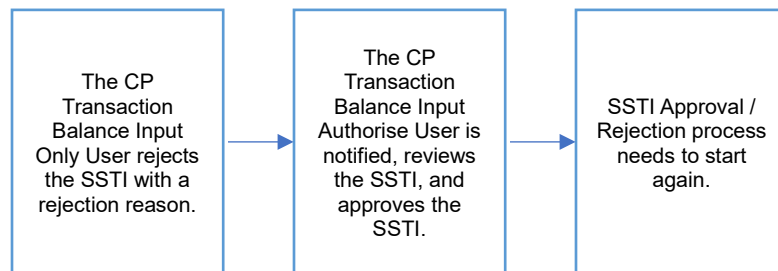 The CP
Transaction
Balance Input
Only User rejects
the SSTI with a
rejection reason.
The CP
Transaction
Balance Input
Authorise User is
notified, reviews
the SSTI, and
approves the
SSTI.
SSTI Approval /
Rejection process
needs to start
again.